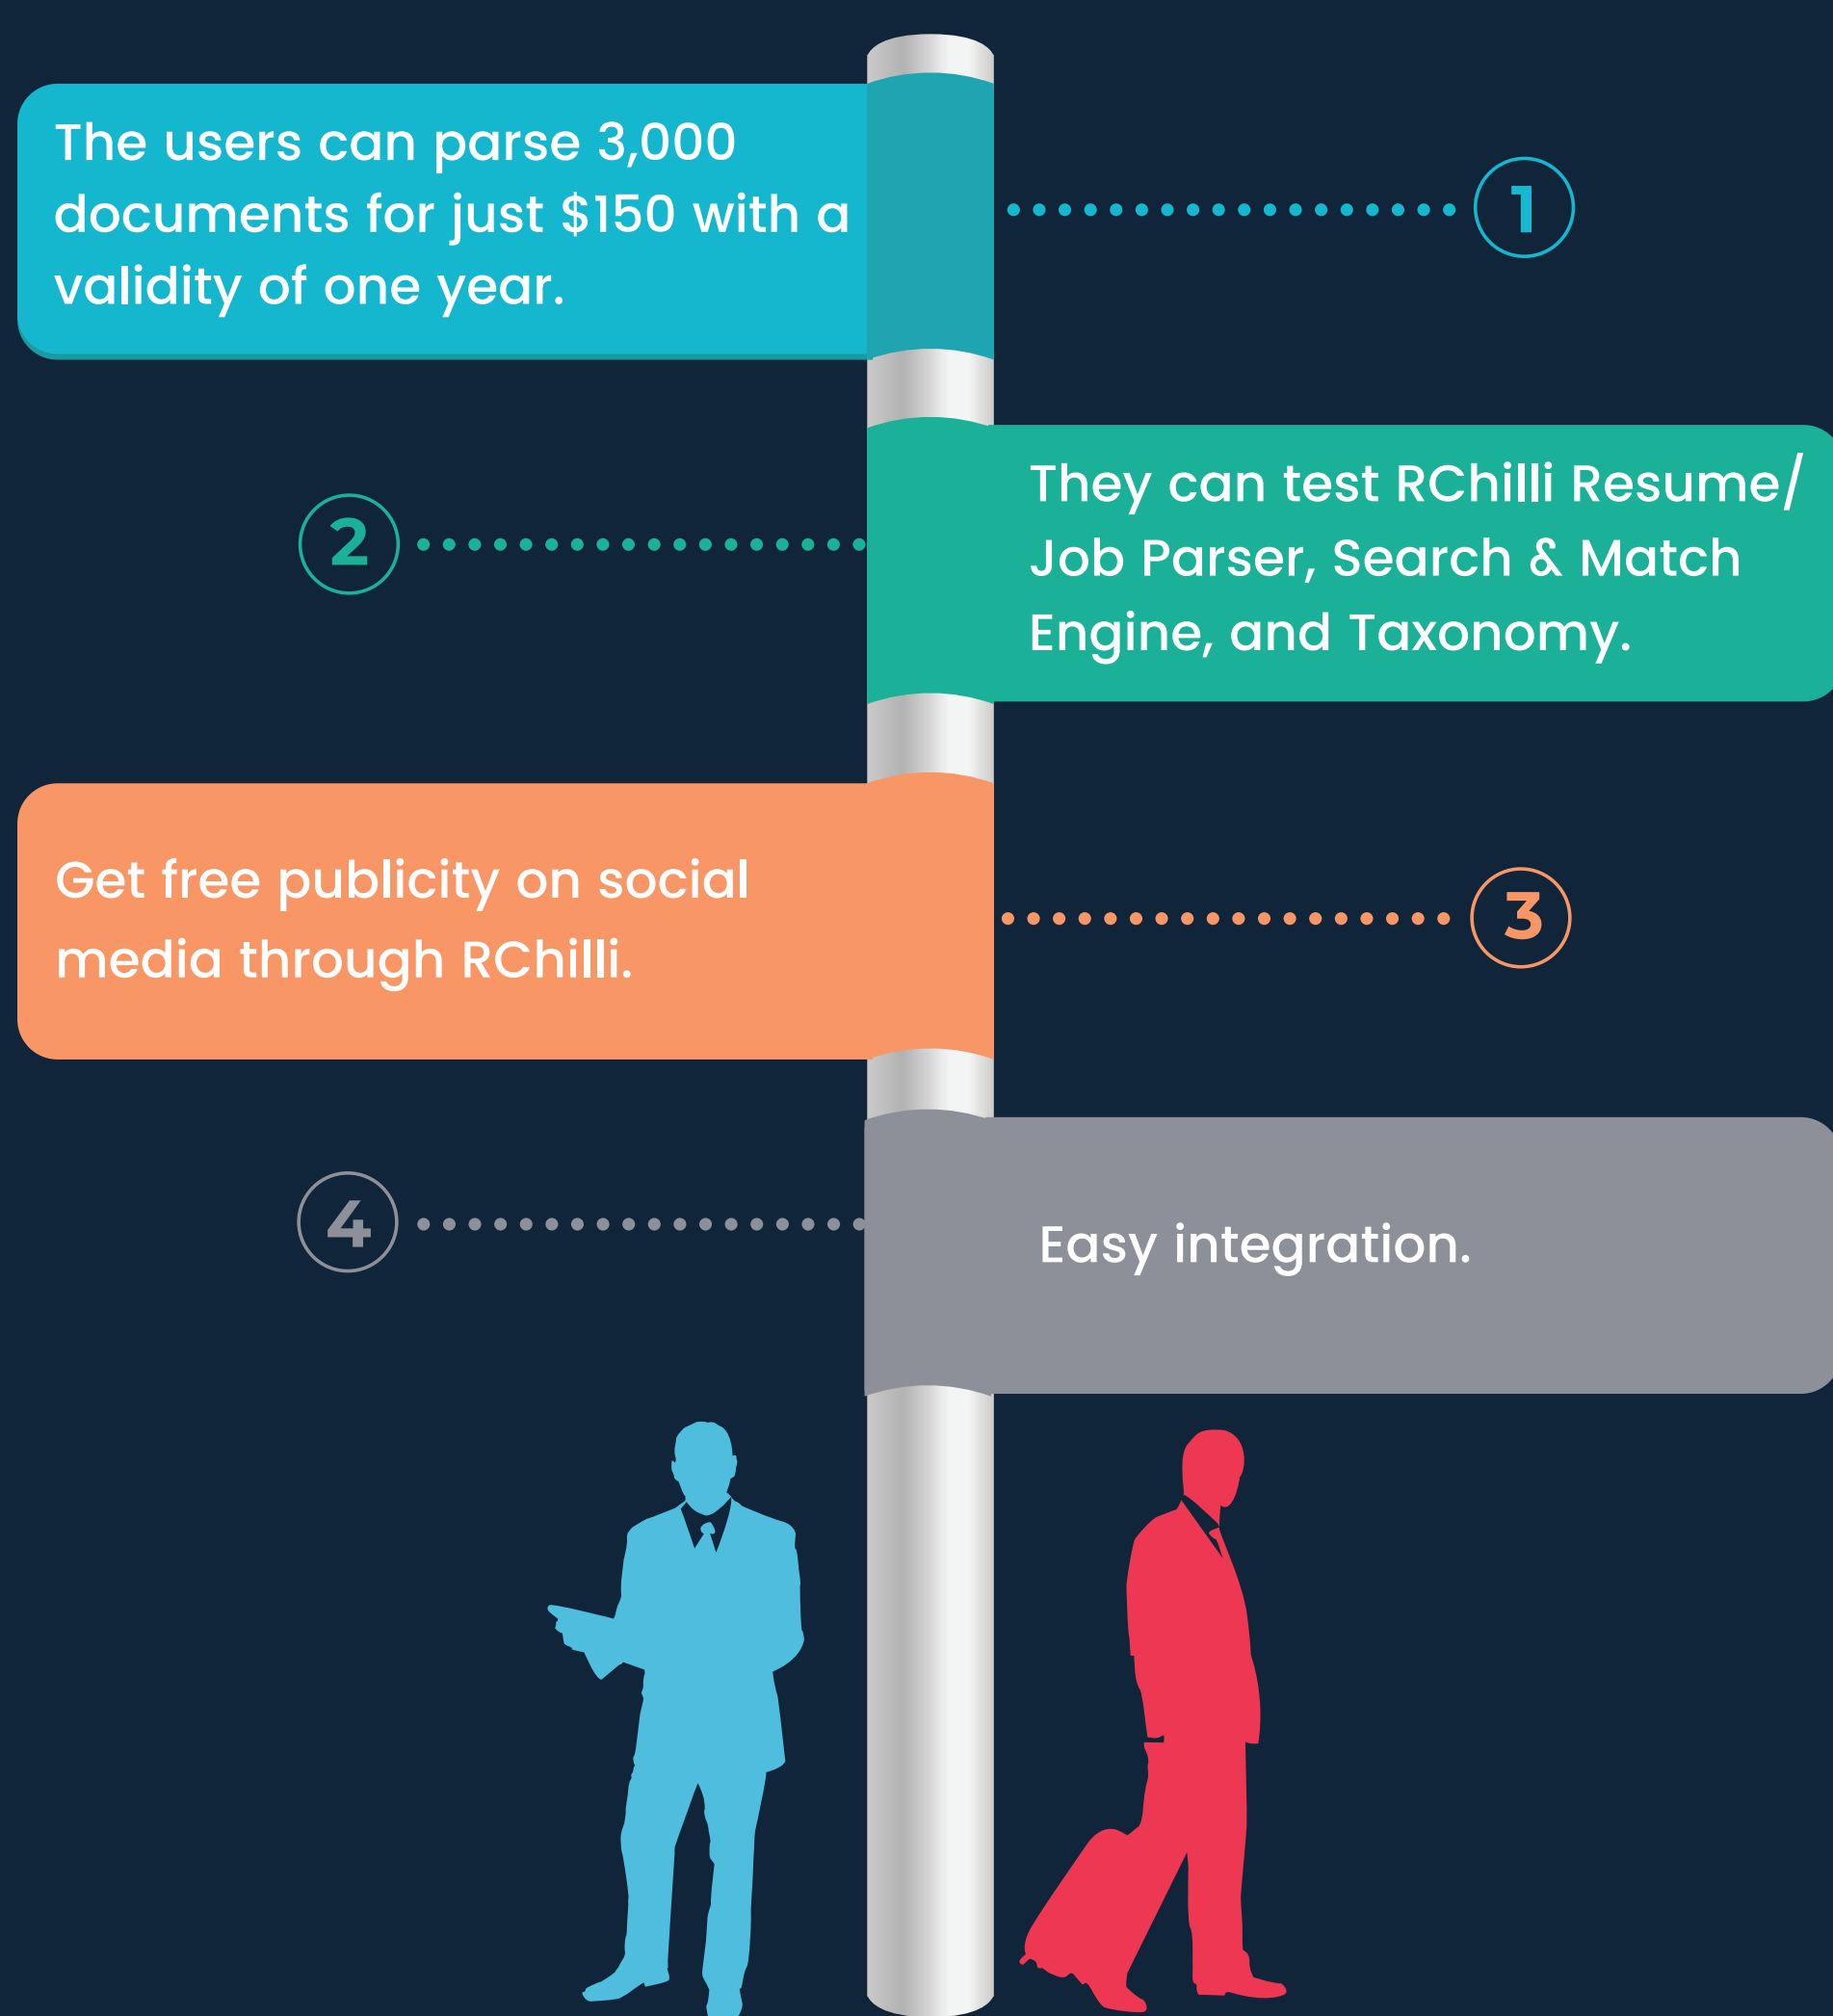 The users can parse 3,000
documents for just $150 with a
validity of one year.
1
They can test RChilli Resume/
Job Parser, Search & Match
Engine, and Taxonomy.
2
Get free publicity on social
media through RChilli.
3
4
Easy integration.